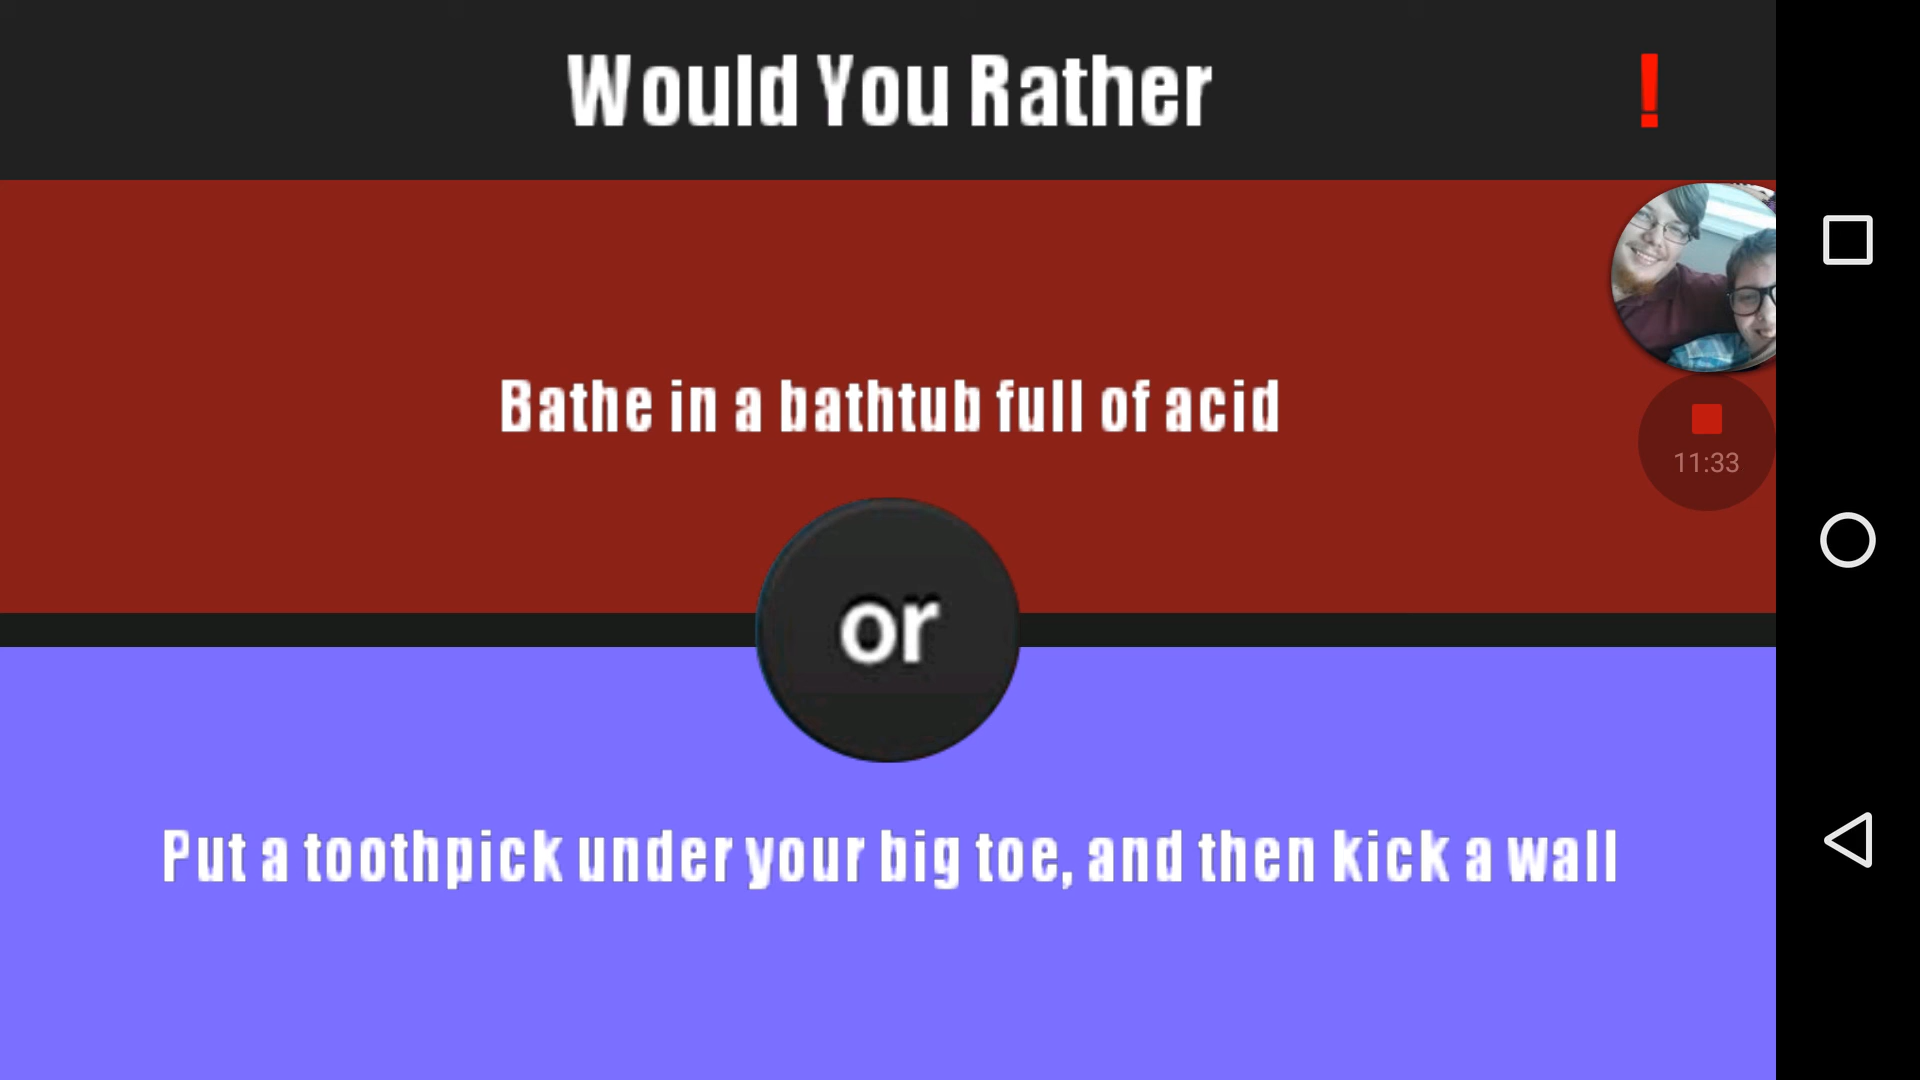 Would You Rather
!
Bathe in a bathtub full of acid
11:33
or
Put a toothpick under your big toe, and then kick a wall